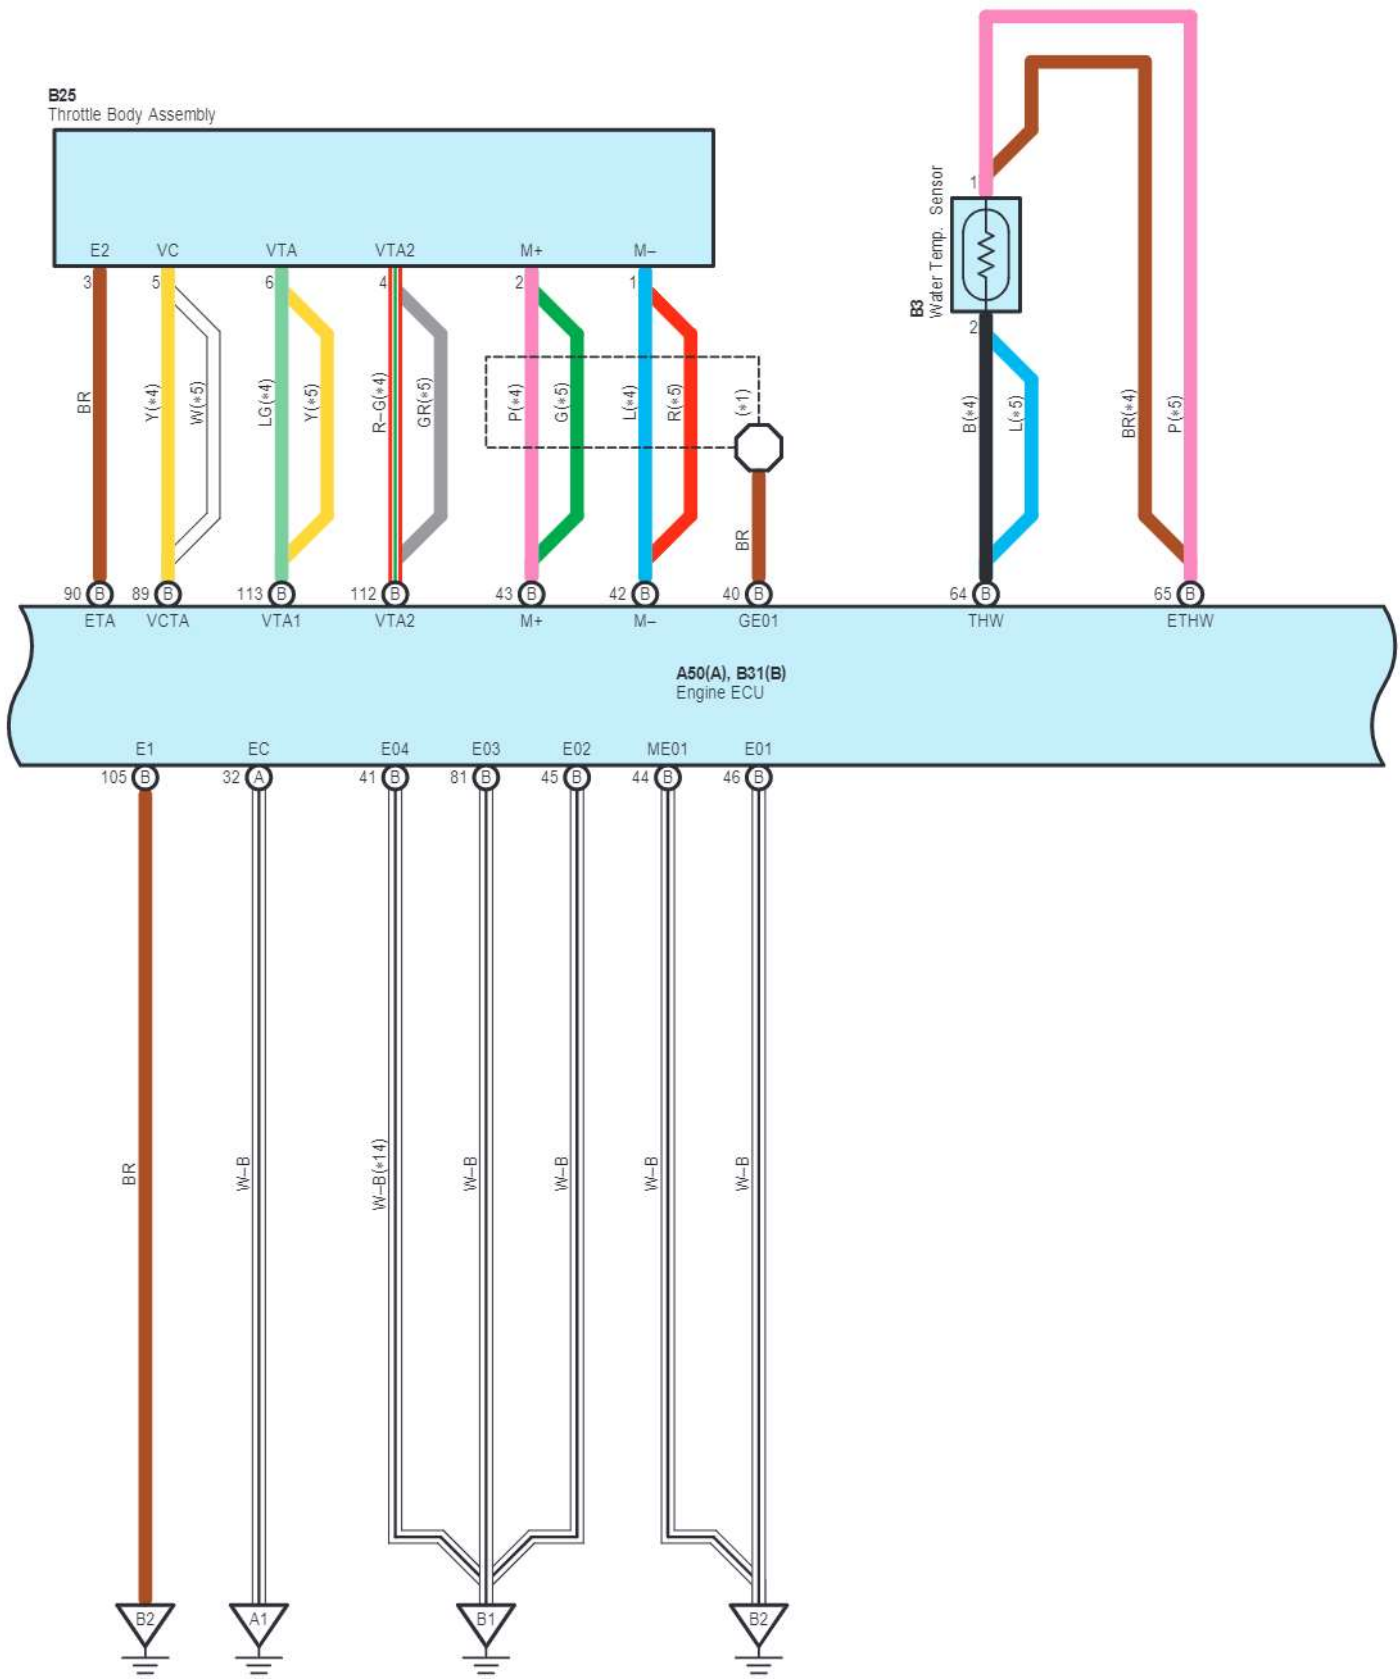 B25
Throttle Body Assembly
E2 VC VTA VTA2 M+ M−
3 5 6 4 2 1
1
B3
Water Temp. Sensor
2
BR
Y(*4)
W(*5)
LG(*4)
Y(*5)
R−G(*4)
GR(*5)
P(*4)
G(*5)
L(*4)
R(*5)
(*1)
BR
B(*4)
L(*5)
BR(*4)
P(*5)
90 B 89 B 113 B 112 B 43 B 42 B 40 B 64 B 65 B
ETA VCTA VTA1 VTA2 M+ M− GE01 THW ETHW
A50(A), B31(B)
Engine ECU
E1 EC E04 E03 E02 ME01 E01
105 B 32 A 41 B 81 B 45 B 44 B 46 B
BR
W−B
W−B(*14)
W−B
W−B
W−B
W−B
B2 A1 B1 B2